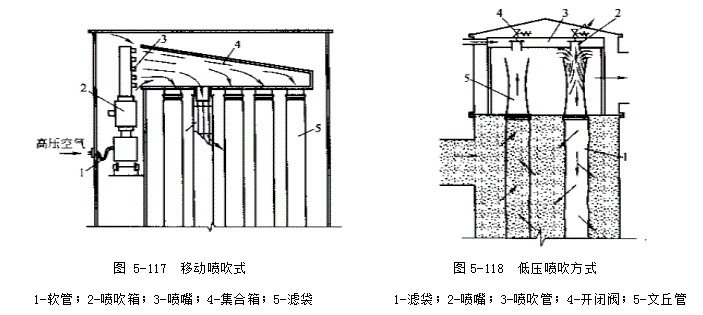 3
4
2
高压空气
1
5
图 5-117 移动喷吹式
1-软管；2-喷吹箱；3-喷嘴；4-集合箱；5-滤袋
4
3
2
5
1
图 5-118 低压喷吹方式
1-滤袋；2-喷嘴；3-喷吹管；4-开闭阀；5-文丘管